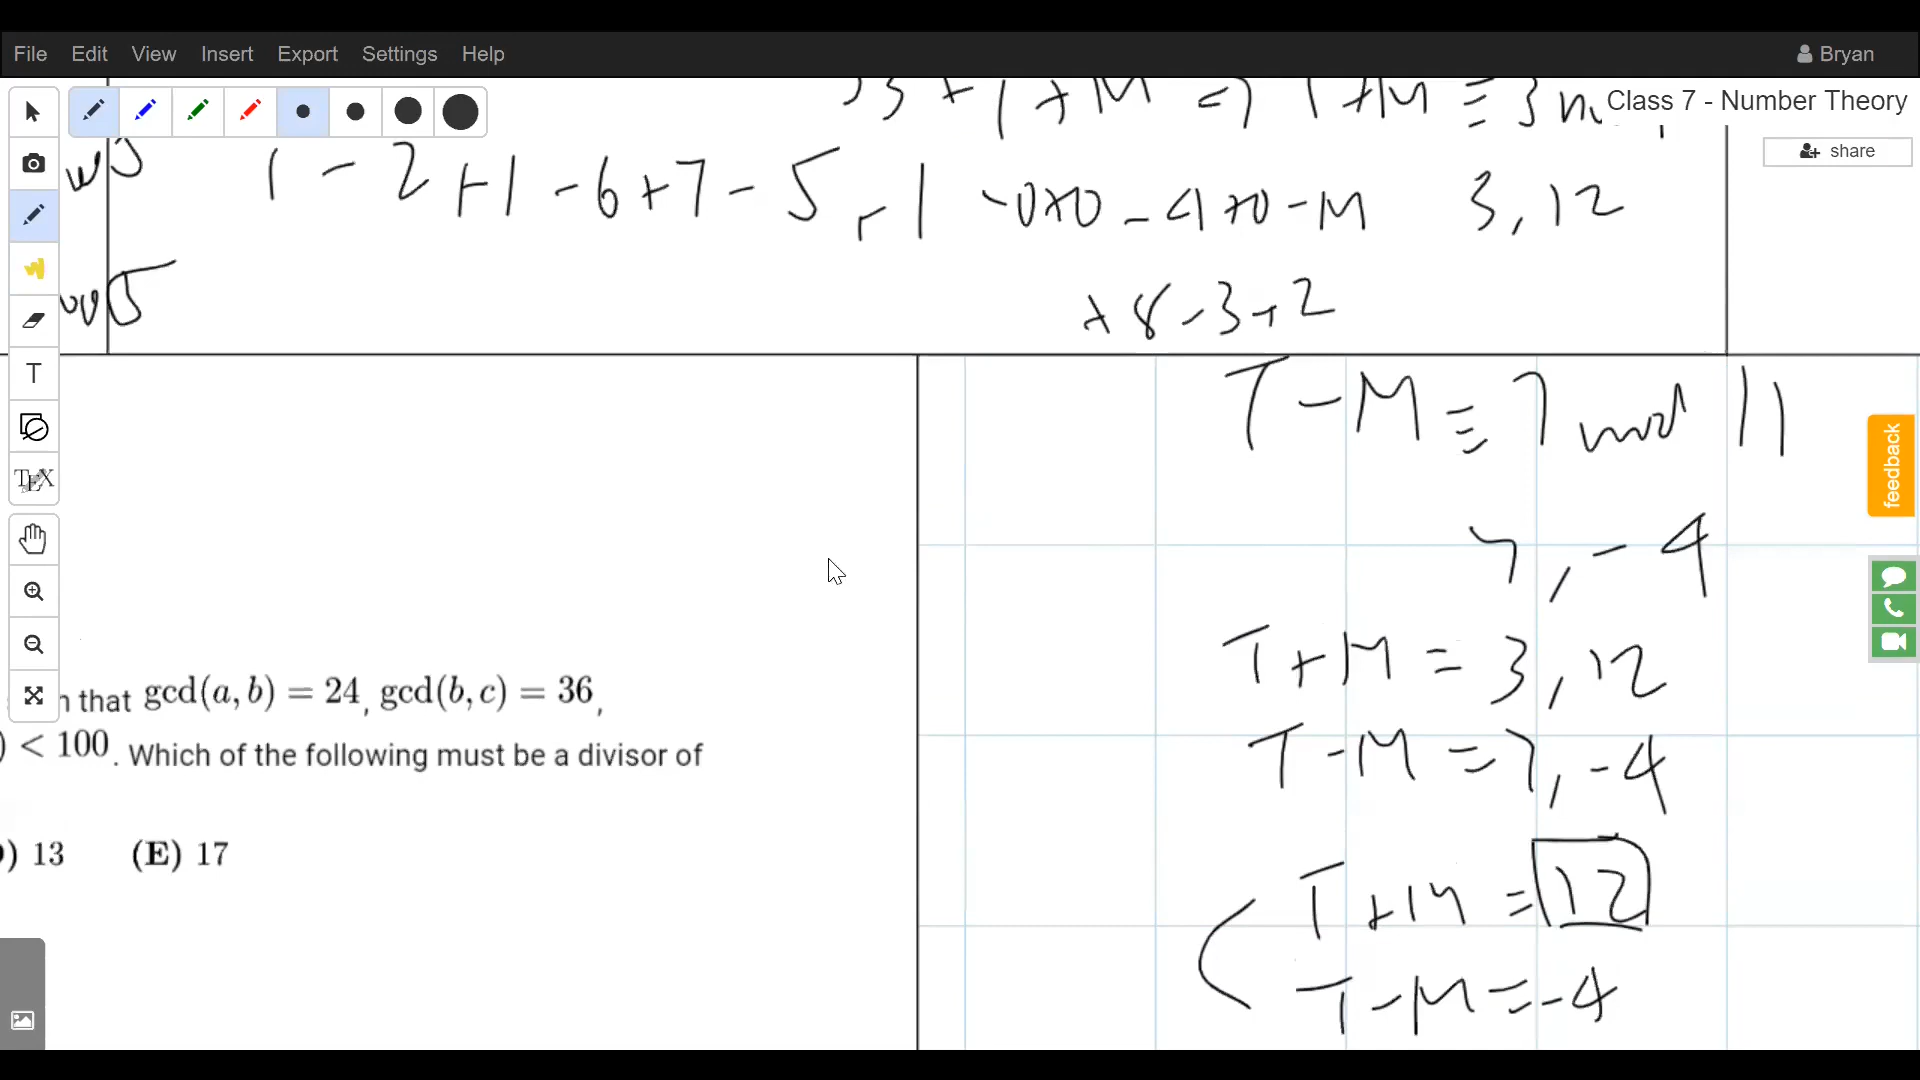 File Edit View Insert Export Settings Help Bryan
Class 7 - Number Theory
share
33 + T + M => T + M ≡ 3 m
1 - 2 + 1 - 6 + 7 - 5 + 1 - 0 + 0 - 4 + 0 - M 3, 12
+ 8 - 3 + 2
T
TEX
T - M ≡ 7 mod 11
7, -4
T + M = 3, 12
T - M = 7, -4
T + M = 12
T - M = -4
feedback
that gcd(a, b) = 24, gcd(b, c) = 36,
) < 100. Which of the following must be a divisor of
) 13 (E) 17